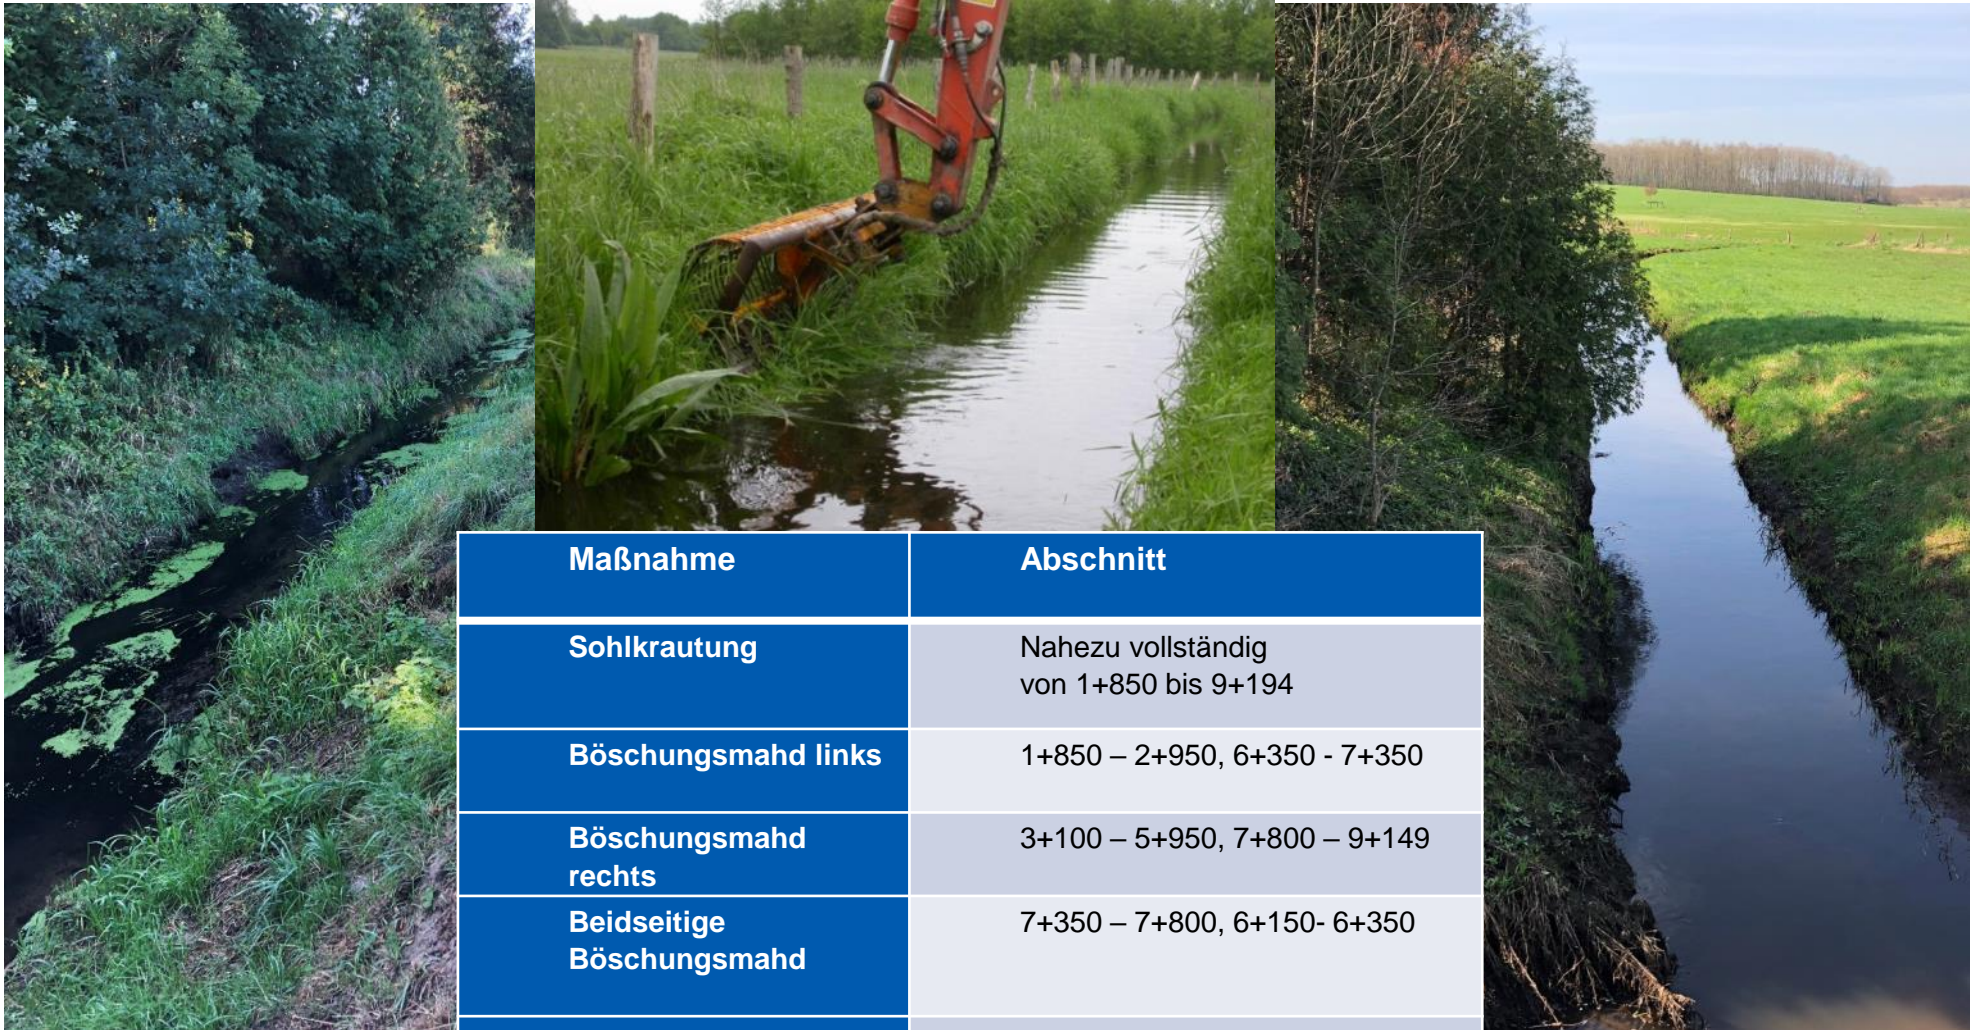 Maßnahme Abschnitt
Sohlkrautung Nahezu vollständig
von 1+850 bis 9+194
Böschungsmahd links 1+850 – 2+950, 6+350 - 7+350
Böschungsmahd 3+100 – 5+950, 7+800 – 9+149
rechts
Beidseitige 7+350 – 7+800, 6+150- 6+350
Böschungsmahd